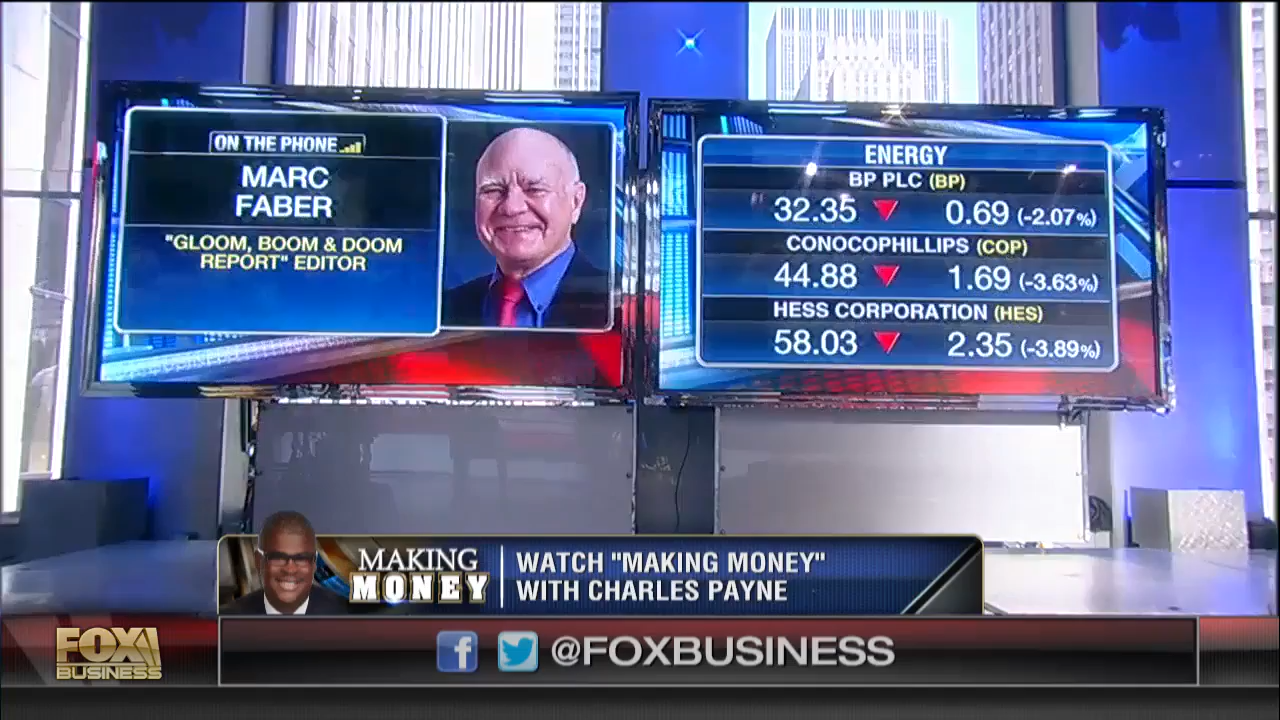 ON THE PHONE
MARC
FABER
"GLOOM, BOOM & DOOM
REPORT" EDITOR
ENERGY
BP PLC (BP)
32.35 ▼ 0.69 (-2.07%)
CONOCOPHILLIPS (COP)
44.88 ▼ 1.69 (-3.63%)
HESS CORPORATION (HES)
58.03 ▼ 2.35 (-3.89%)
MAKING
MONEY
WATCH "MAKING MONEY"
WITH CHARLES PAYNE
FOX
BUSINESS
@FOXBUSINESS